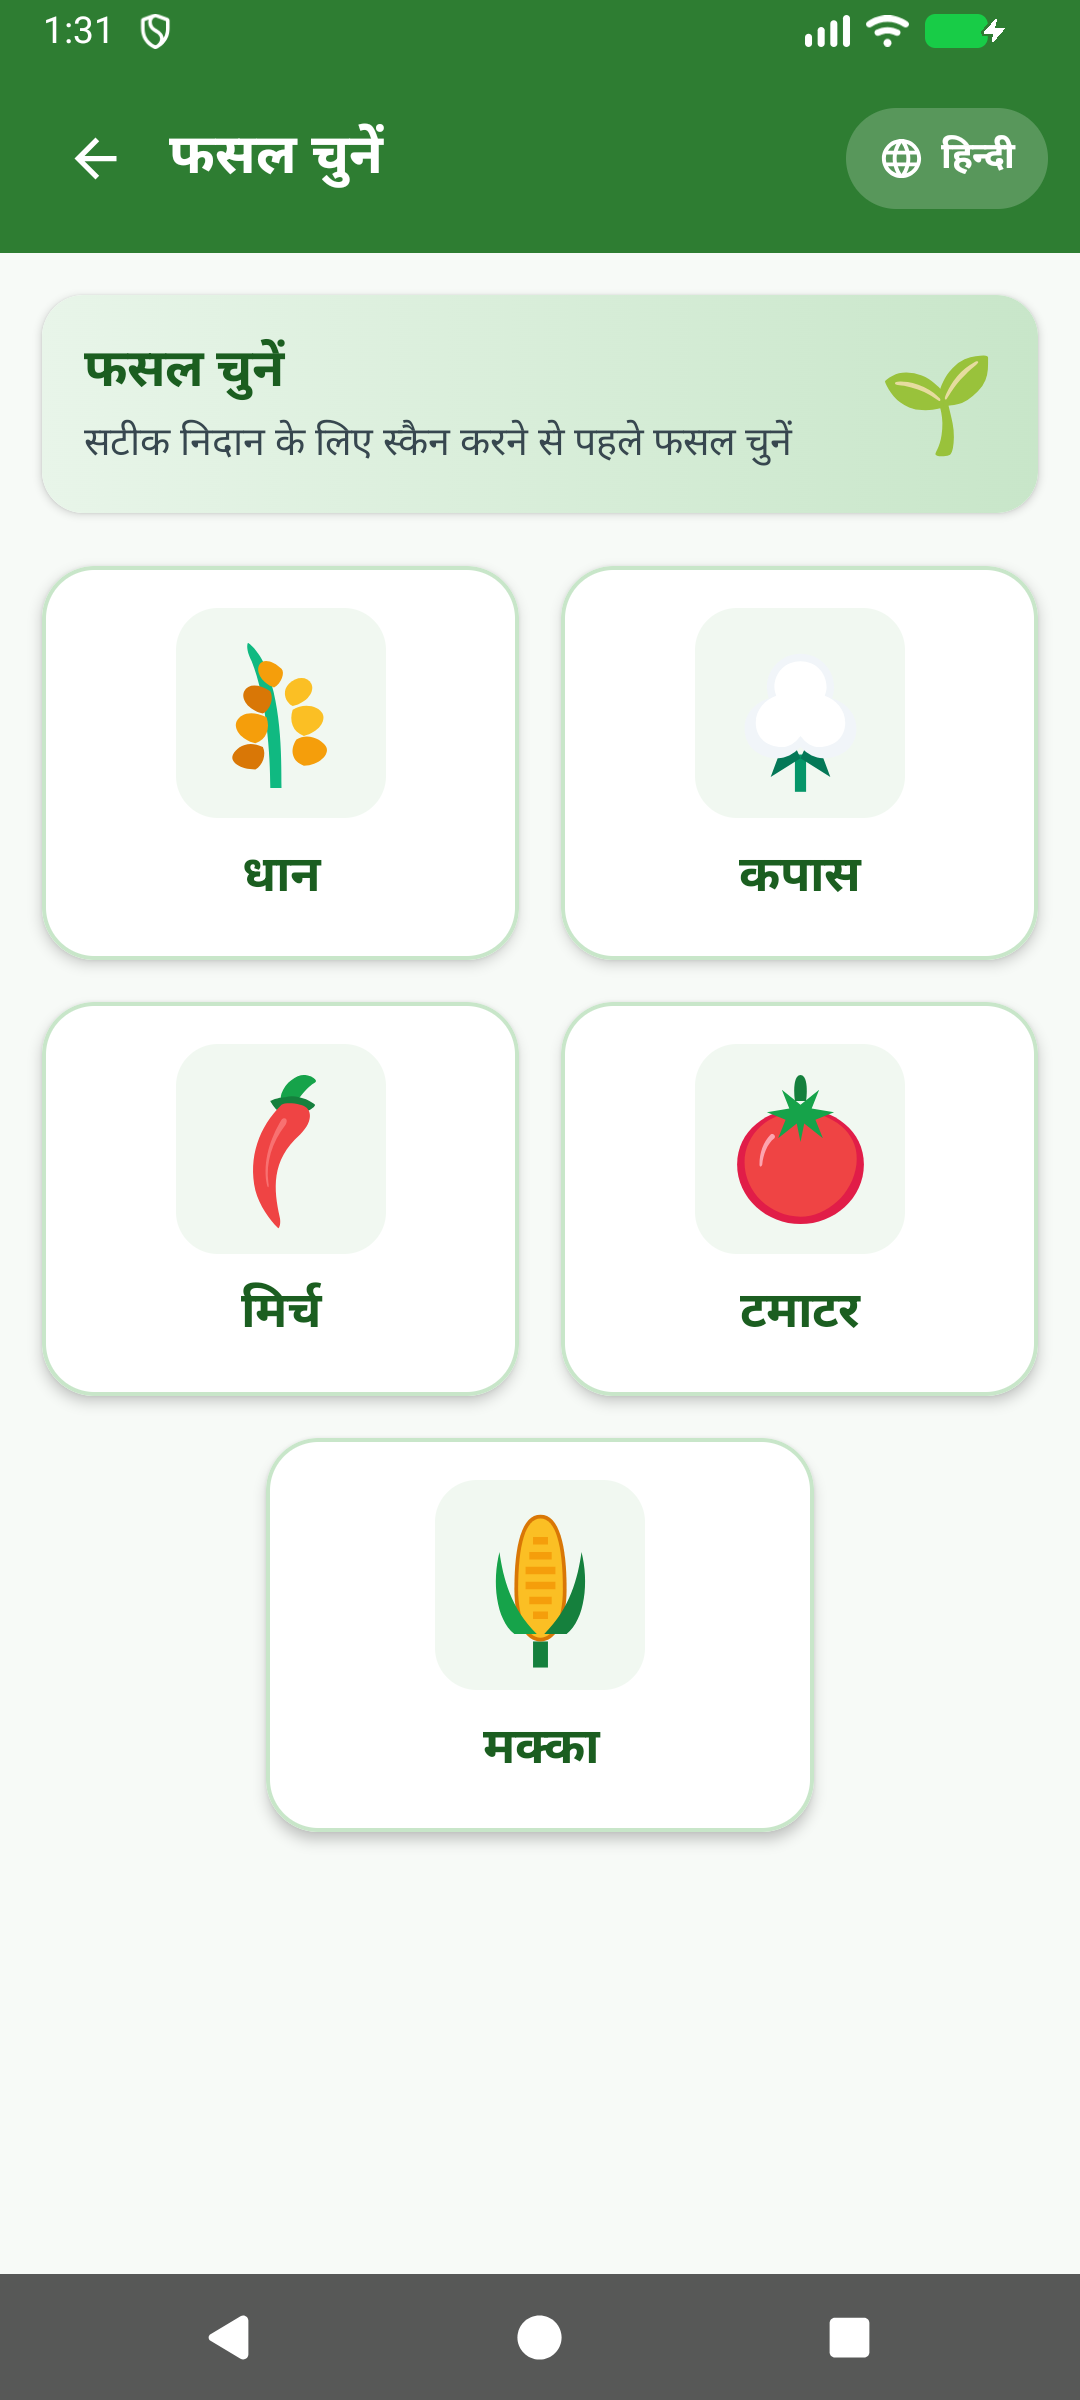 1:31
फसल चुनें
हिन्दी
फसल चुनें
सटीक निदान के लिए स्कैन करने से पहले फसल चुनें
धान
कपास
मिर्च
टमाटर
मक्का